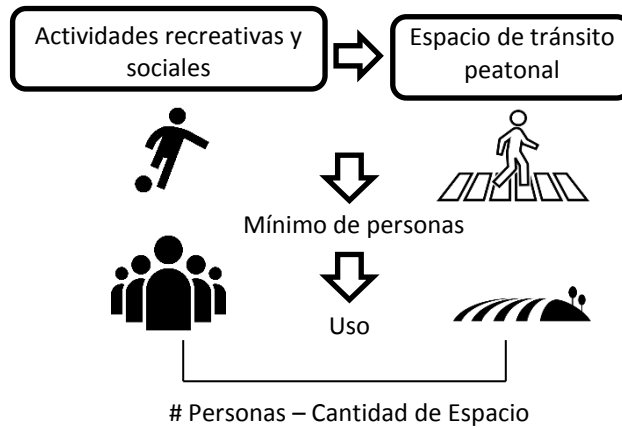 Actividades recreativas y
sociales
Espacio de tránsito
peatonal
Mínimo de personas
Uso
# Personas – Cantidad de Espacio